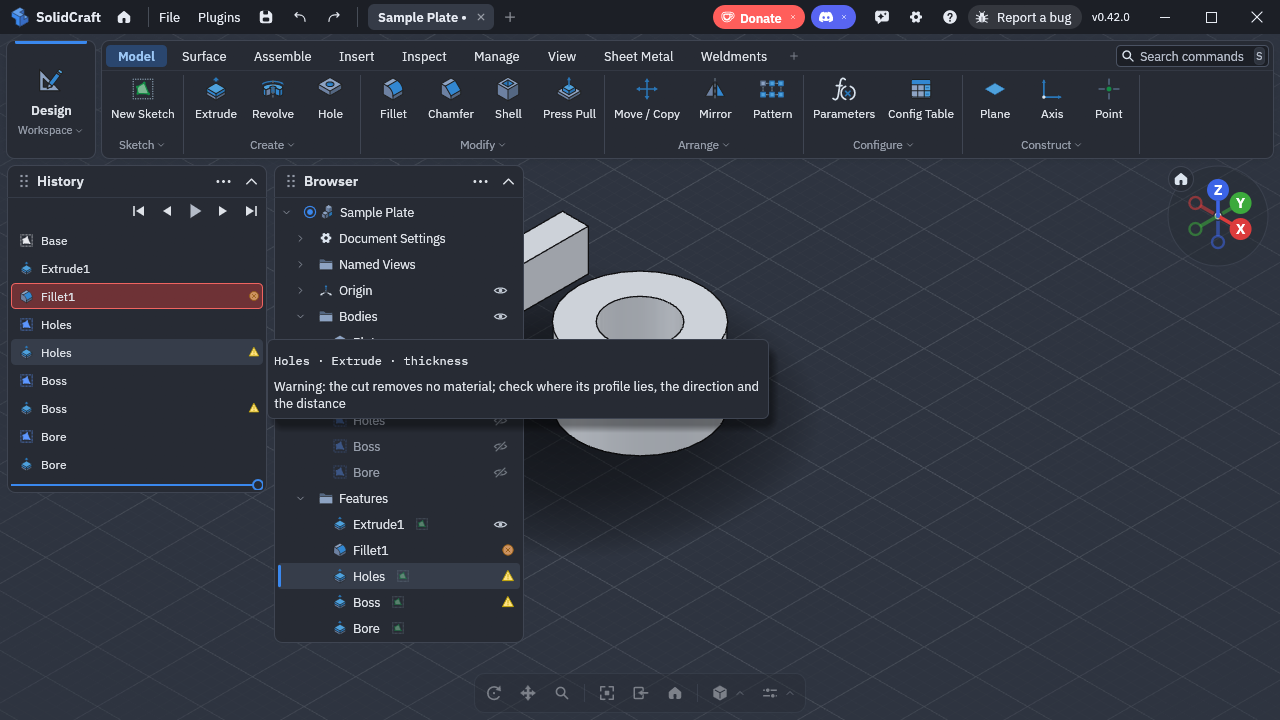 SolidCraft
File
Plugins
Sample Plate •
Donate
Report a bug
v0.42.0
Design
Workspace
Model
Surface
Assemble
Insert
Inspect
Manage
View
Sheet Metal
Weldments
Search commands
S
New Sketch
Extrude
Revolve
Hole
Fillet
Chamfer
Shell
Press Pull
Move / Copy
Mirror
Pattern
Parameters
Config Table
Plane
Axis
Point
Sketch
Create
Modify
Arrange
Configure
Construct
History
Base
Extrude1
Fillet1
Holes
Holes
Boss
Boss
Bore
Bore
Browser
Sample Plate
Document Settings
Named Views
Origin
Bodies
Holes · Extrude · thickness
Warning: the cut removes no material; check where its profile lies, the direction and
the distance
Holes
Boss
Bore
Features
Extrude1
Fillet1
Holes
Boss
Bore
Z
Y
X